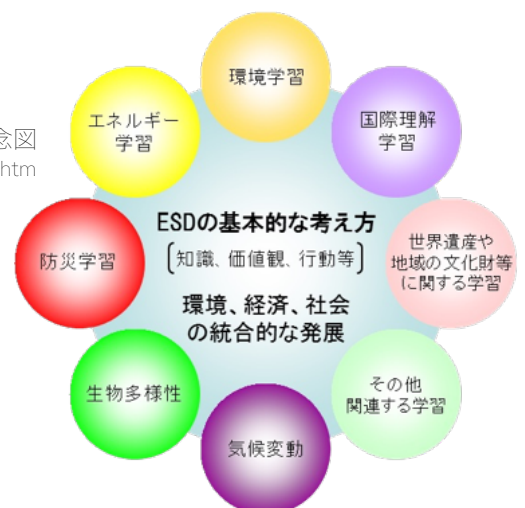 環境学習
国際理解
学習
世界遺産や
地域の文化財等
に関する学習
その他
関連する学習
気候変動
生物多様性
防災学習
エネルギー
学習
ESDの基本的な考え方
[知識、価値観、行動等]
環境、経済、社会
の統合的な発展
念図
htm